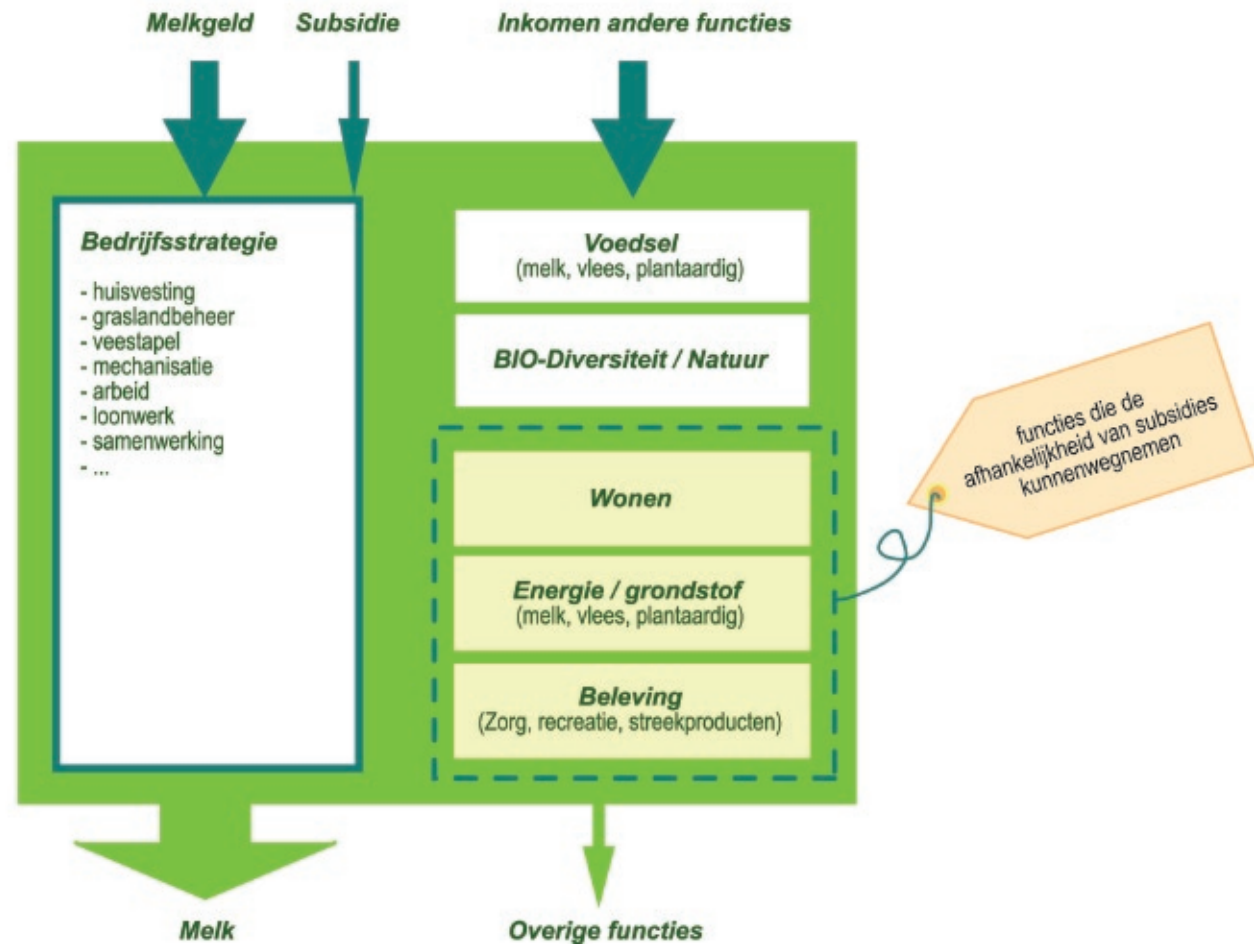 Melkgeld
Subsidie
Inkomen andere functies
Bedrijfsstrategie
- huisvesting
- graslandbeheer
- veestapel
- mechanisatie
- arbeid
- loonwerk
- samenwerking
- ...
Voedsel
(melk, vlees, plantaardig)
BIO-Diversiteit / Natuur
Wonen
Energie / grondstof
(melk, vlees, plantaardig)
Beleving
(Zorg, recreatie, streekproducten)
functies die de
afhankelijkheid van subsidies
kunnenwegnemen
Melk
Overige functies